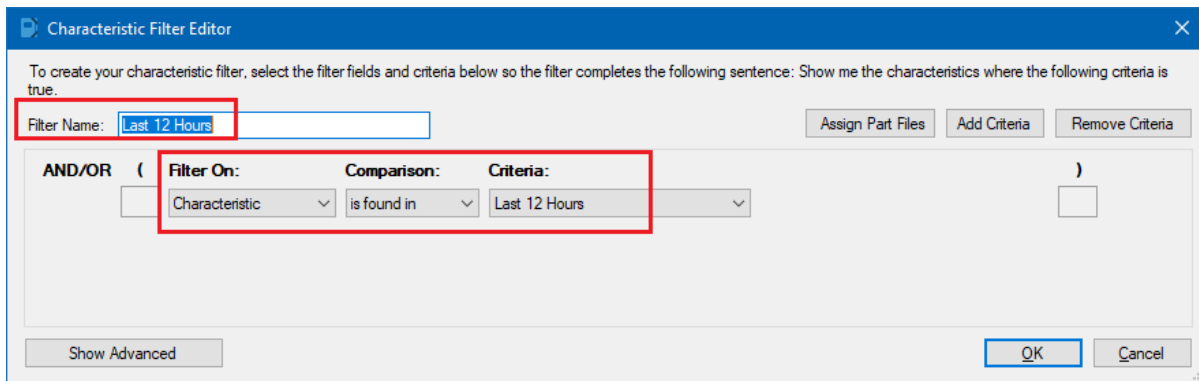 Characteristic Filter Editor
To create your characteristic filter, select the filter fields and criteria below so the filter completes the following sentence: Show me the characteristics where the following criteria is
true.
Filter Name: Last 12 Hours Assign Part Files Add Criteria Remove Criteria
AND/OR ( Filter On: Comparison: Criteria: )
Characteristic is found in Last 12 Hours
Show Advanced OK Cancel